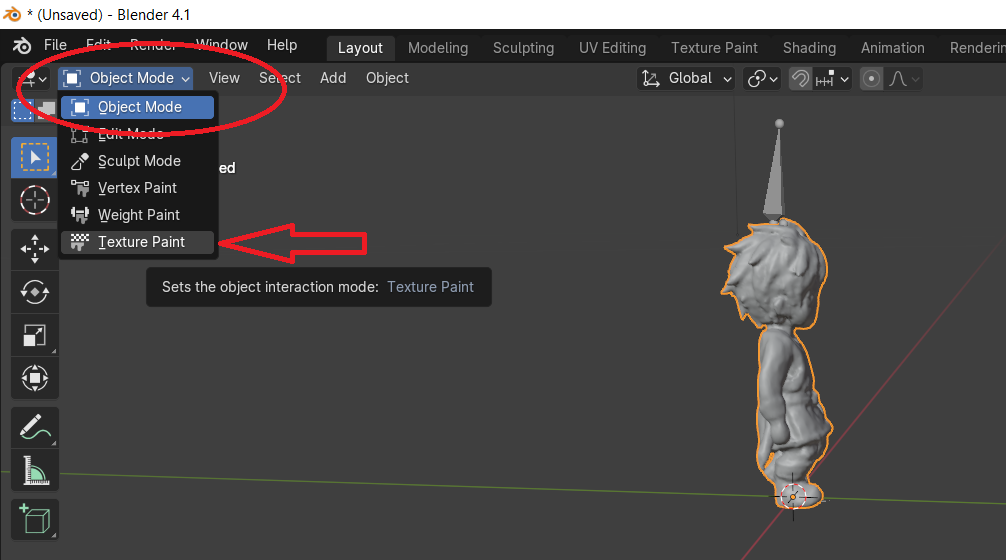 * (Unsaved) - Blender 4.1
File Edit Render Window Help Layout Modeling Sculpting UV Editing Texture Paint Shading Animation Renderin
Object Mode View Select Add Object Global
Object Mode
Edit Mode
Sculpt Mode
ed
Vertex Paint
Weight Paint
Texture Paint
Sets the object interaction mode: Texture Paint